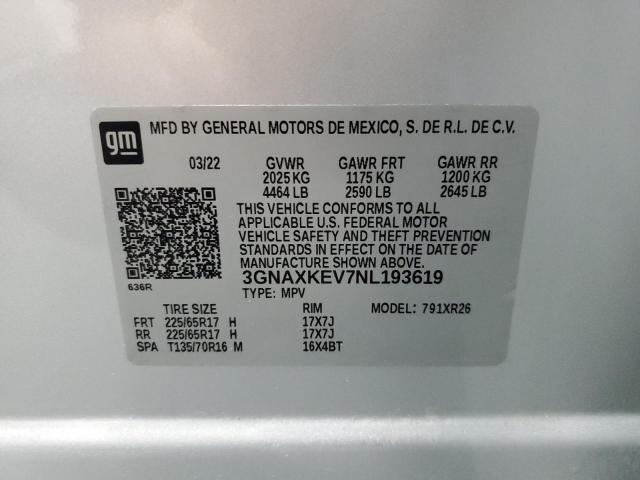 gm MFD BY GENERAL MOTORS DE MEXICO, S. DE R.L. DE C.V.
03/22 GVWR GAWR FRT GAWR RR
2025 KG 1175 KG 1200 KG
4464 LB 2590 LB 2645 LB
THIS VEHICLE CONFORMS TO ALL
APPLICABLE U.S. FEDERAL MOTOR
VEHICLE SAFETY AND THEFT PREVENTION
STANDARDS IN EFFECT ON THE DATE OF
MANUFACTURE SHOWN ABOVE.
3GNAXKEV7NL193619
636R TYPE: MPV
TIRE SIZE RIM MODEL: 791XR26
FRT 225/65R17 H 17X7J
RR 225/65R17 H 17X7J
SPA T135/70R16 M 16X4BT